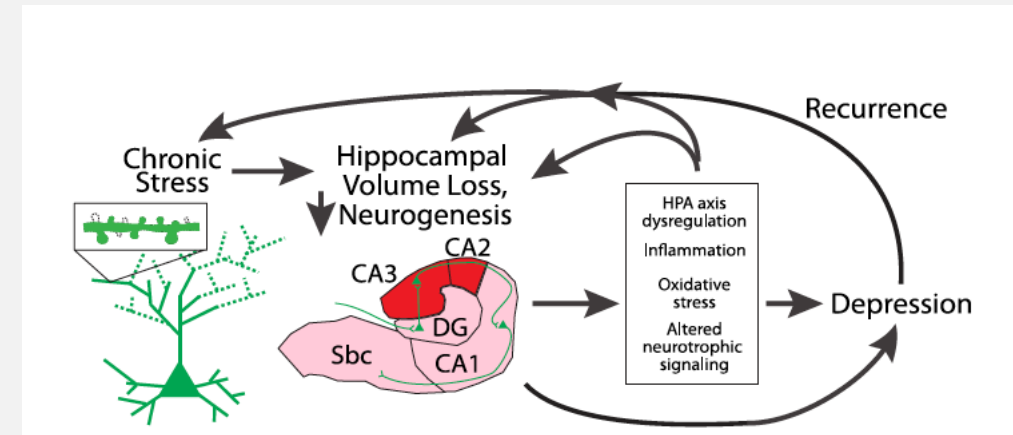 Recurrence
Chronic
Stress
Hippocampal
Volume Loss,
Neurogenesis
HPA axis
dysregulation
Inflammation
Oxidative
stress
Altered
neurotrophic
signaling
Depression
CA2
CA3
DG
Sbc
CA1